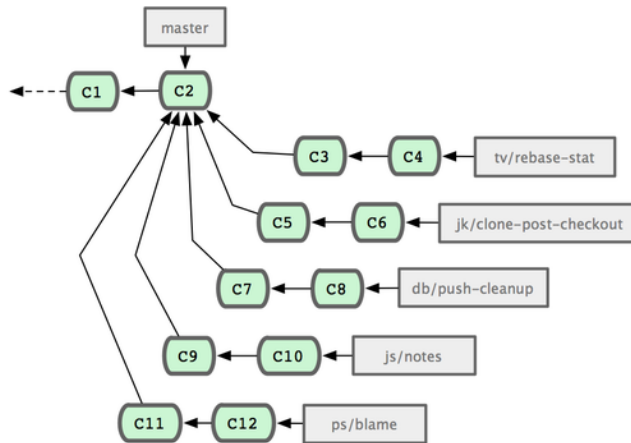 master
C1
C2
C3
C4
tv/rebase-stat
C5
C6
jk/clone-post-checkout
C7
C8
db/push-cleanup
C9
C10
js/notes
C11
C12
ps/blame